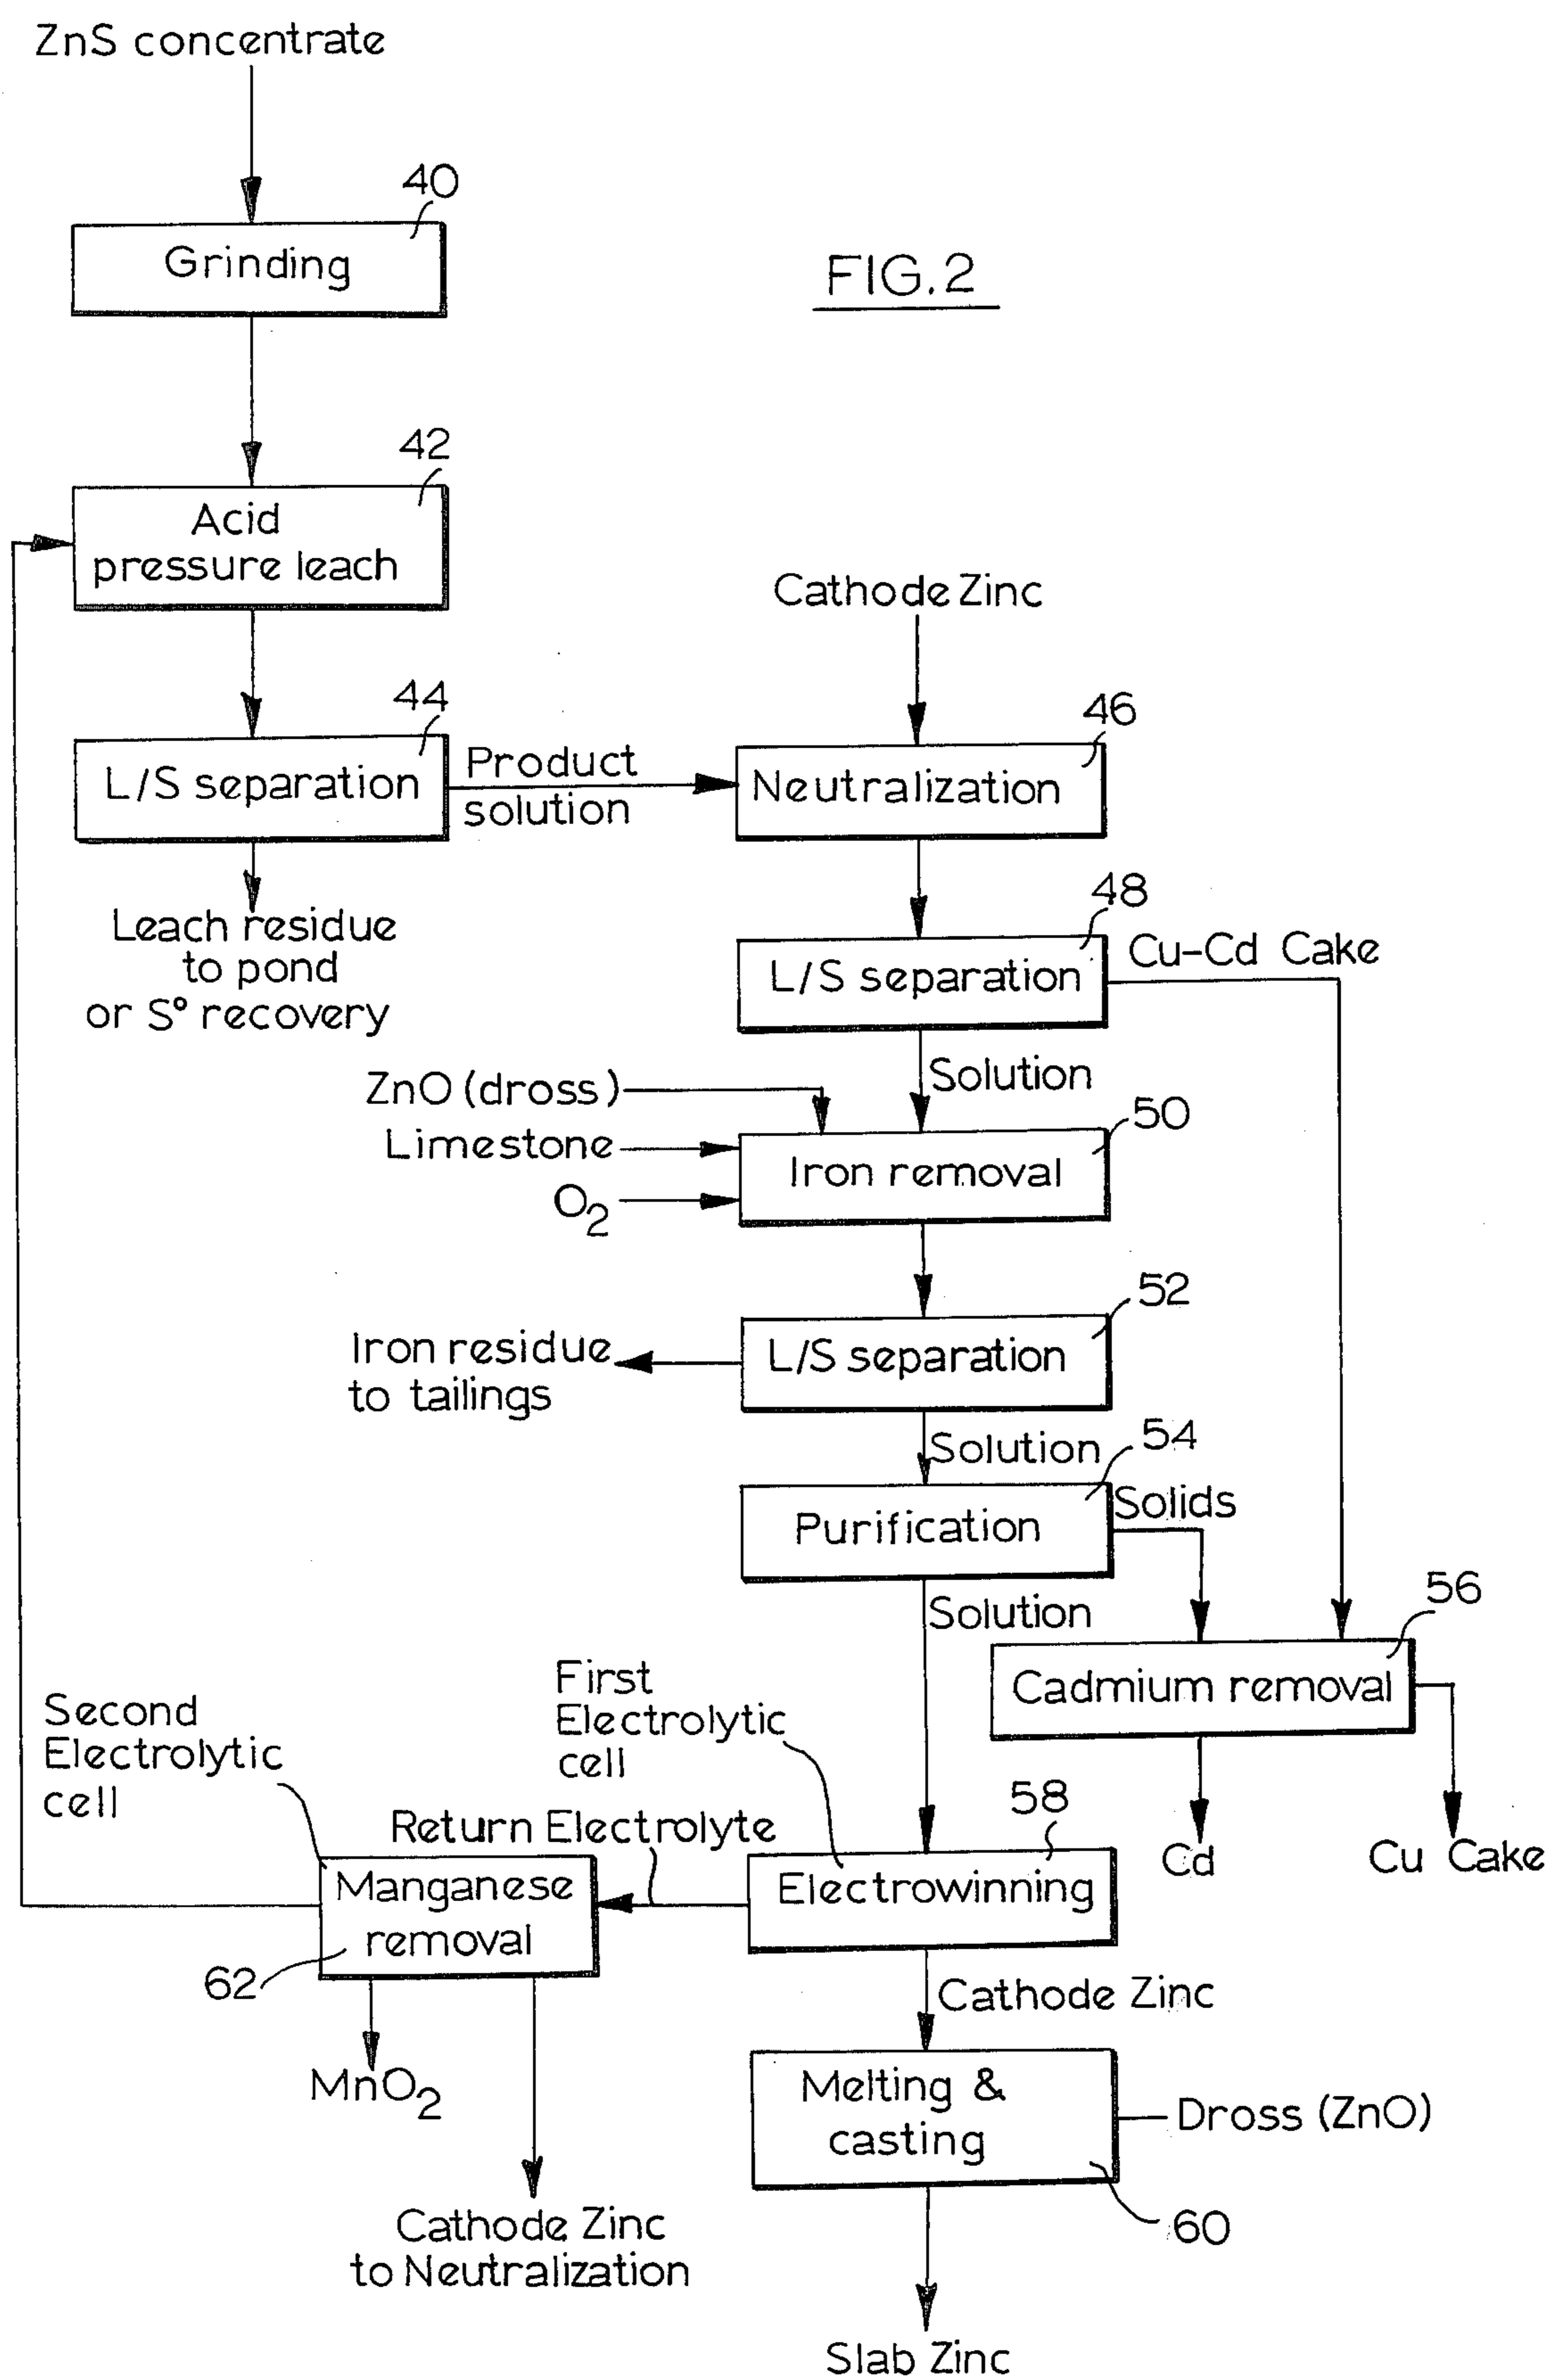 ZnS concentrate
40
Grinding
FIG.2
42
Acid
pressure leach
Cathode Zinc
44
46
L/S separation
Product
solution
Neutralization
48
Leach residue
to pond
or S° recovery
L/S separation
Cu-Cd Cake
Solution
ZnO (dross)
50
Limestone
Iron removal
O2
52
Iron residue
to tailings
L/S separation
Solution
54
Solids
Purification
56
Solution
First
Electrolytic
cell
Cadmium removal
Second
Electrolytic
cell
58
Return Electrolyte
Cd
Cu Cake
Manganese
removal
Electrowinning
62
Cathode Zinc
MnO2
Melting &
casting
Dross (ZnO)
60
Cathode Zinc
to Neutralization
Slab Zinc